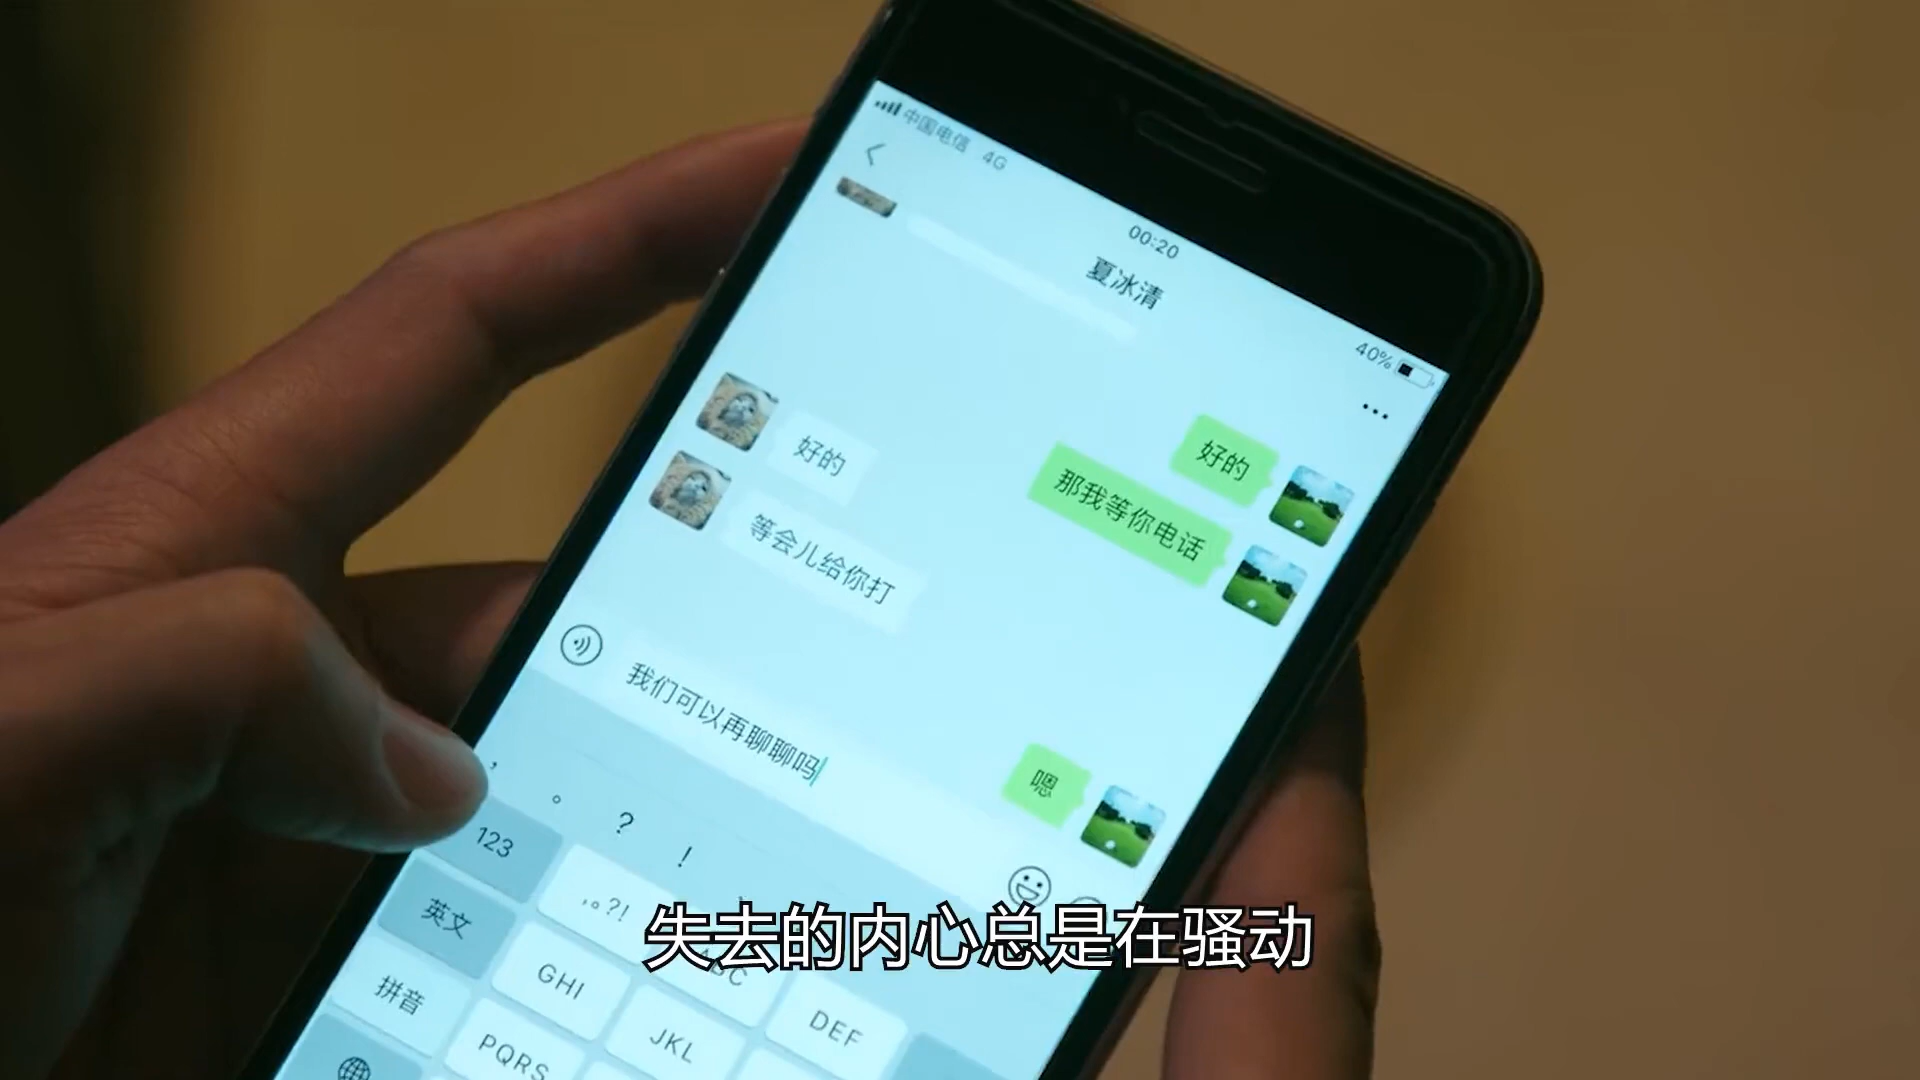 中国电信 4G
00:20
40%
夏冰清
好的
那我等你电话
好的
等会儿给你打
嗯
我们可以再聊聊吗
， 。 ？ ！
123
,。?!
ABC
DEF
英文
GHI
JKL
拼音
PQRS
失去的内心总是在骚动